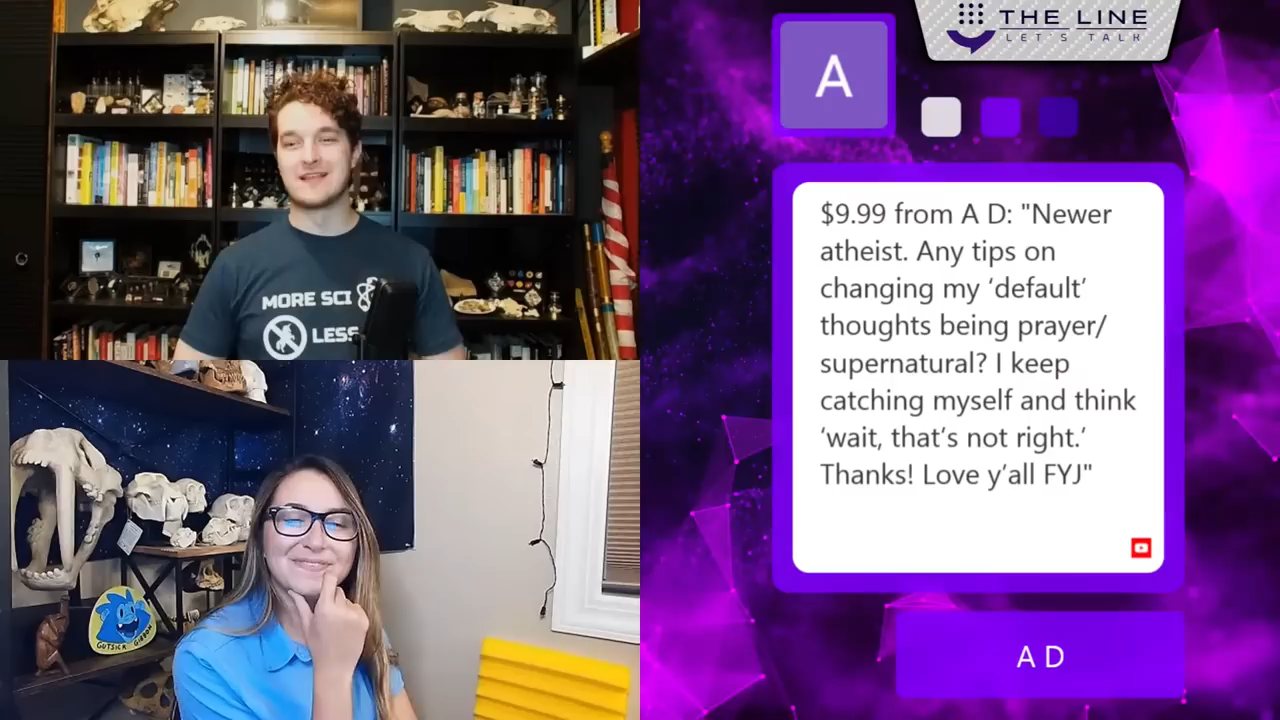 MORE SCI
LESS
GUTSICK GIBBON
THE LINE
LET'S TALK
A
$9.99 from A D: "Newer
atheist. Any tips on
changing my ‘default’
thoughts being prayer/
supernatural? I keep
catching myself and think
‘wait, that’s not right.’
Thanks! Love y’all FYJ"
A D